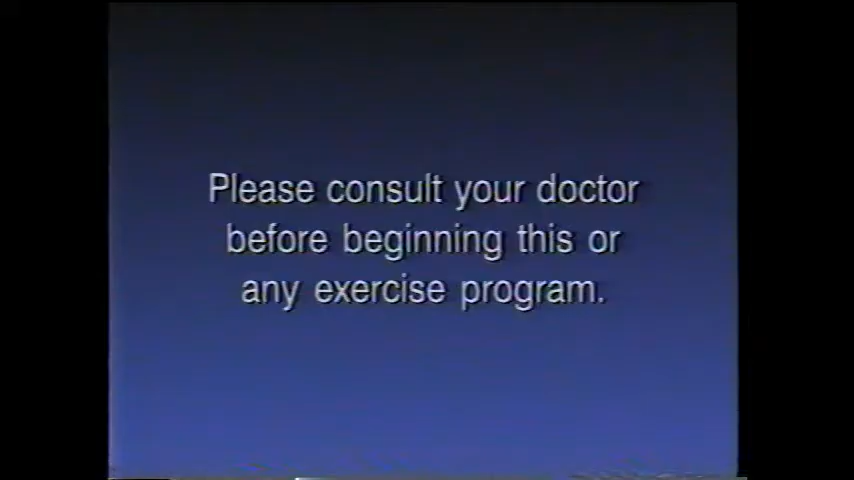 Please consult your doctor
before beginning this or
any exercise program.